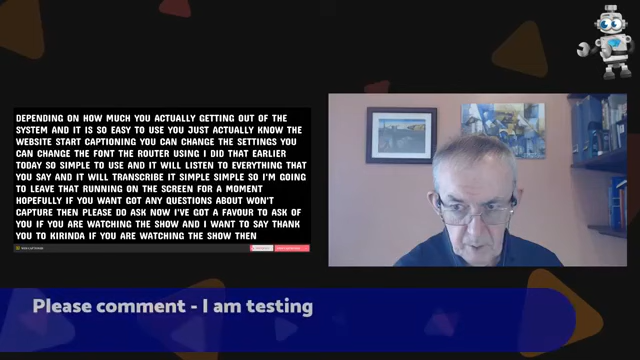 DEPENDING ON HOW MUCH YOU ACTUALLY GETTING OUT OF THE
SYSTEM AND IT IS SO EASY TO USE YOU JUST ACTUALLY KNOW THE
WEBSITE START CAPTIONING YOU CAN CHANGE THE SETTINGS YOU
CAN CHANGE THE FONT THE ROUTER USING I DID THAT EARLIER
TODAY SO SIMPLE TO USE AND IT WILL LISTEN TO EVERYTHING THAT
YOU SAY AND IT WILL TRANSCRIBE IT SIMPLE SIMPLE SO I'M GOING
TO LEAVE THAT RUNNING ON THE SCREEN FOR A MOMENT
HOPEFULLY IF YOU WANT GOT ANY QUESTIONS ABOUT WON'T
CAPTURE THEN PLEASE DO ASK NOW I'VE GOT A FAVOUR TO ASK OF
YOU IF YOU ARE WATCHING THE SHOW AND I WANT TO SAY THANK
YOU TO KIRINDA IF YOU ARE WATCHING THE SHOW THEN
Please comment - I am testing